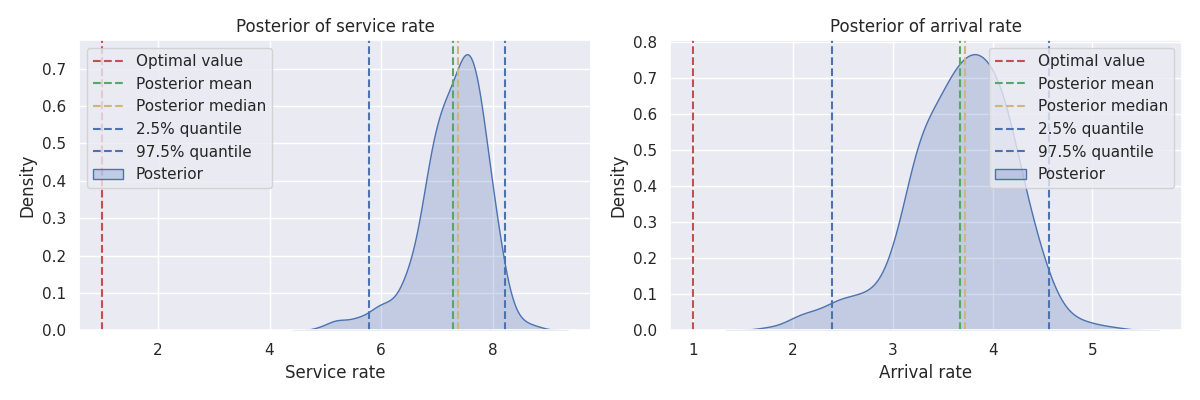 Posterior of service rate
Optimal value
Posterior mean
Posterior median
2.5% quantile
97.5% quantile
Posterior
0.7
0.6
0.5
0.4
0.3
0.2
0.1
0.0
Density
2
4
6
8
Service rate
Posterior of arrival rate
Optimal value
Posterior mean
Posterior median
2.5% quantile
97.5% quantile
Posterior
0.8
0.7
0.6
0.5
0.4
0.3
0.2
0.1
0.0
Density
1
2
3
4
5
Arrival rate